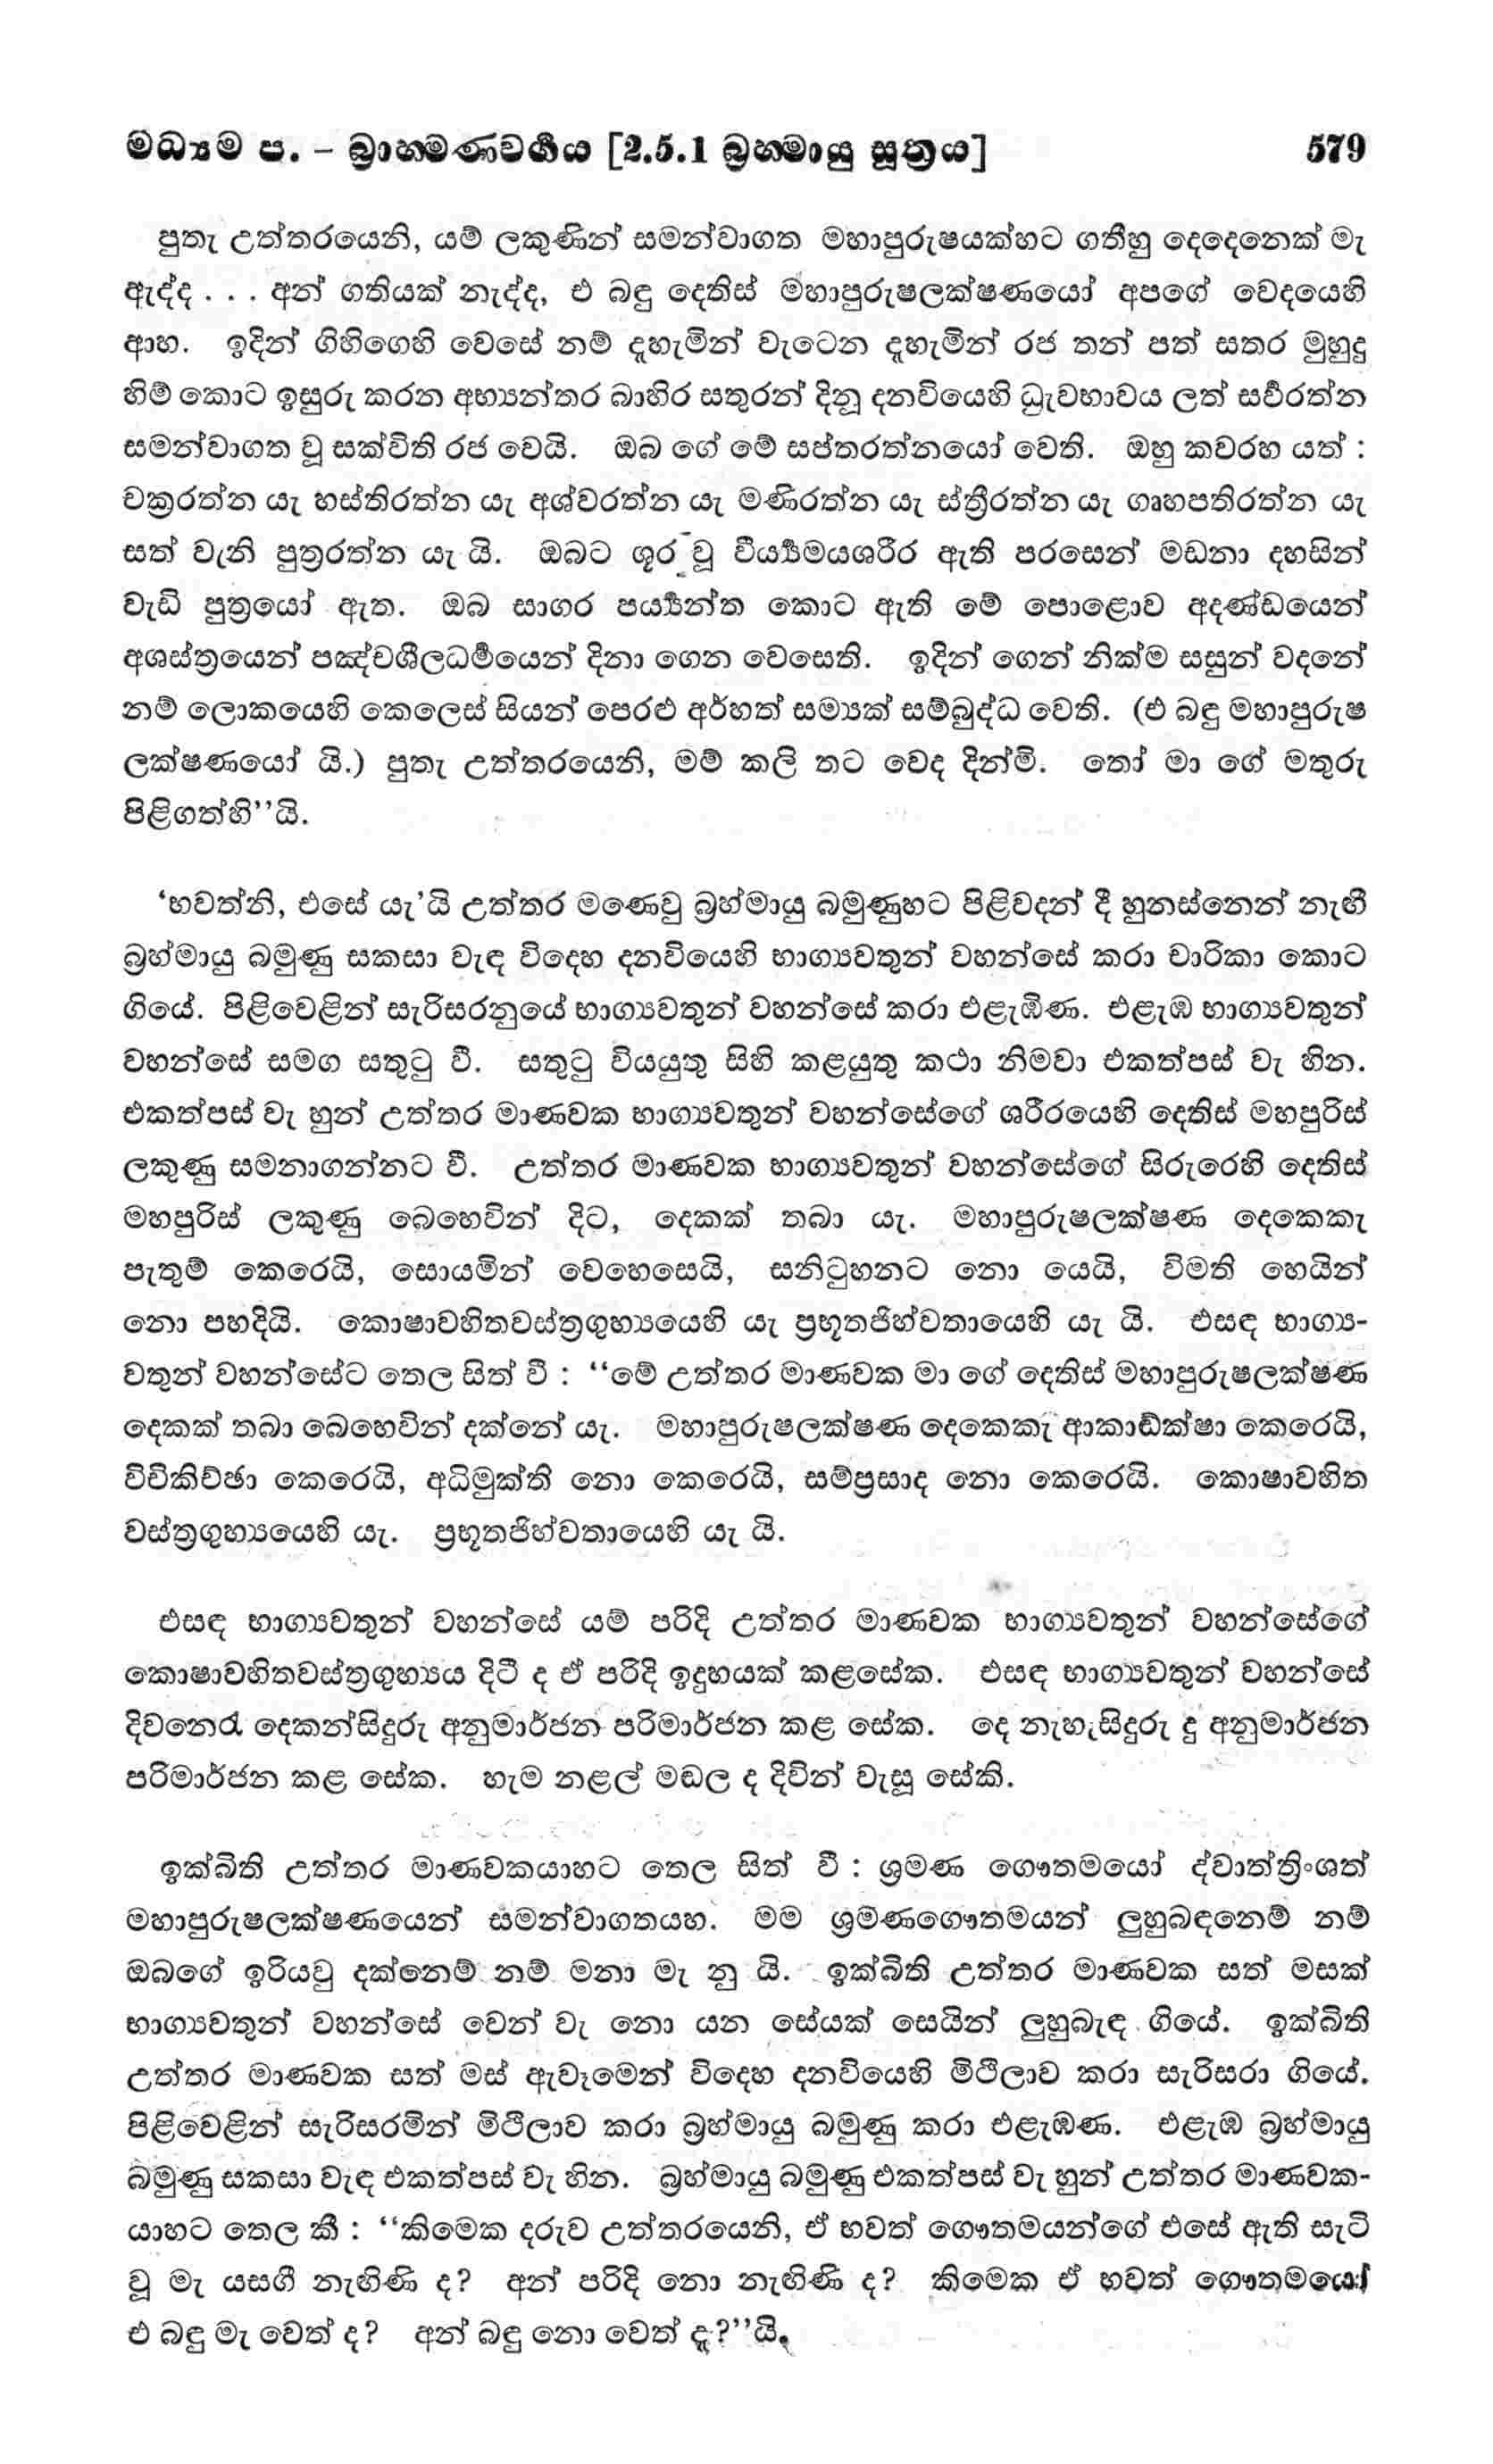 මධ්‍යම ප. – බ්‍රාහ්මණවර්‍ගය [2.5.1 බ්‍රහ්මායු සූත්‍රය] 579
පුතැ උත්තරයෙනි, යම් ලකුණින් සමන්වාගත මහාපුරුෂයක්හට ගතීහු දෙදෙනෙක් මැ
ඇද්ද . . . අන් ගතියක් නැද්ද, එ බඳු දෙතිස් මහාපුරුෂලක්ෂණයෝ අපගේ වෙදයෙහි
ආහ. ඉදින් ගිහිගෙහි වෙසේ නම් දැහැමින් වැටෙන දැහැමින් රජ තන් පත් සතර මුහුදු
හිම් කොට ඉසුරු කරන අභ්‍යන්තර බාහිර සතුරන් දිනූ දනවියෙහි ධ්‍රැවභාවය ලත් සර්‍වරත්න
සමන්වාගත වූ සක්විති රජ වෙයි. ඔබ ගේ මේ සප්තරත්නයෝ වෙති. ඔහු කවරහ යත් :
චක්‍රරත්න යැ හස්තිරත්න යැ අශ්වරත්න යැ මණිරත්න යැ ස්ත්‍රීරත්න යැ ගෘහපතිරත්න යැ
සත් වැනි පුත්‍රරත්න යැ යි. ඔබට ශූර වූ වීර්‍ය්‍යමයශරීර ඇති පරසෙන් මඩනා දහසින්
වැඩි පුත්‍රයෝ ඇත. ඔබ සාගර පර්‍ය්‍යන්ත කොට ඇති මේ පොළොව අදණ්ඩයෙන්
අශස්ත්‍රයෙන් පඤ්චශීලධර්‍මයෙන් දිනා ගෙන වෙසෙති. ඉදින් ගෙන් නික්ම සසුන් වදනේ
නම් ලොකයෙහි කෙලෙස් සියන් පෙරළු අර්හත් සම්‍යක් සම්බුද්ධ වෙති. (එ බඳු මහාපුරුෂ
ලක්ෂණයෝ යි.) පුතැ උත්තරයෙනි, මම් කලි තට වෙද දින්මි. තෝ මා ගේ මතුරු
පිළිගත්හි’’යි.
‘භවත්නි, එසේ යැ’යි උත්තර මණෙවු බ්‍රහ්මායු බමුණුහට පිළිවදන් දී හුනස්නෙන් නැඟී
බ්‍රහ්මායු බමුණු සකසා වැඳ විදෙහ දනවියෙහි භාග්‍යවතුන් වහන්සේ කරා චාරිකා කොට
ගියේ. පිළිවෙළින් සැරිසරනුයේ භාග්‍යවතුන් වහන්සේ කරා එළැඹිණ. එළැඹ භාග්‍යවතුන්
වහන්සේ සමග සතුටු වී. සතුටු වියයුතු සිහි කළයුතු කථා නිමවා එකත්පස් වැ හින.
එකත්පස් වැ හුන් උත්තර මාණවක භාග්‍යවතුන් වහන්සේගේ ශරීරයෙහි දෙතිස් මහපුරිස්
ලකුණු සමනාගන්නට වී. උත්තර මාණවක භාග්‍යවතුන් වහන්සේගේ සිරුරෙහි දෙතිස්
මහපුරිස් ලකුණු බෙහෙවින් දිට, දෙකක් තබා යැ. මහාපුරුෂලක්ෂණ දෙකෙකැ
පැතුම් කෙරෙයි, සොයමින් වෙහෙසෙයි, සනිටුහනට නො යෙයි, විමති හෙයින්
නො පහදියි. කොෂාවහිතවස්ත්‍රගුහ්‍යයෙහි යැ ප්‍රභූතජිහ්වතායෙහි යැ යි. එසඳ භාග්‍ය-
වතුන් වහන්සේට තෙල සිත් වී : ‘‘මේ උත්තර මාණවක මා ගේ දෙතිස් මහාපුරුෂලක්ෂණ
දෙකක් තබා බෙහෙවින් දක්නේ යැ. මහාපුරුෂලක්ෂණ දෙකෙකැ ආකාඞ්ක්ෂා කෙරෙයි,
විචිකිච්ඡා කෙරෙයි, අධිමුක්ති නො කෙරෙයි, සම්ප්‍රසාද නො කෙරෙයි. කොෂාවහිත
වස්ත්‍රගුහ්‍යයෙහි යැ. ප්‍රභූතජිහ්වතායෙහි යැ යි.
එසඳ භාග්‍යවතුන් වහන්සේ යම් පරිදි උත්තර මාණවක භාග්‍යවතුන් වහන්සේගේ
කොෂාවහිතවස්ත්‍රගුහ්‍යය දිටී ද ඒ පරිදි ඉදුහයක් කළසේක. එසඳ භාග්‍යවතුන් වහන්සේ
දිවනෙරැ දෙකන්සිදුරු අනුමාර්ජන පරිමාර්ජන කළ සේක. දෙ නැහැසිදුරු දු අනුමාර්ජන
පරිමාර්ජන කළ සේක. හැම නළල් මඩල ද දිවින් වැසූ සේකි.
ඉක්බිති උත්තර මාණවකයාහට තෙල සිත් වී : ශ්‍රමණ ගෞතමයෝ ද්වාත්ත්‍රිංශත්
මහාපුරුෂලක්ෂණයෙන් සමන්වාගතයහ. මම ශ්‍රමණගෞතමයන් ලුහුබඳනෙම් නම්
ඔබගේ ඉරියවු දක්නෙම් නම් මනා මැ නු යි. ඉක්බිති උත්තර මාණවක සත් මසක්
භාග්‍යවතුන් වහන්සේ වෙන් වැ නො යන සේයක් සෙයින් ලුහුබැඳ ගියේ. ඉක්බිති
උත්තර මාණවක සත් මස් ඇවෑමෙන් විදෙහ දනවියෙහි මිථිලාව කරා සැරිසරා ගියේ.
පිළිවෙළින් සැරිසරමින් මිථිලාව කරා බ්‍රහ්මායු බමුණු කරා එළැඹිණ. එළැඹ බ්‍රහ්මායු
බමුණු සකසා වැඳ එකත්පස් වැ හින. බ්‍රහ්මායු බමුණු එකත්පස් වැ හුන් උත්තර මාණවක-
යාහට තෙල කී : ‘‘කිමෙක දරුව උත්තරයෙනි, ඒ භවත් ගෞතමයන්ගේ එසේ ඇති සැටි
වූ මැ යසගී නැඟිණි ද? අන් පරිදි නො නැඟිණි ද? කිමෙක ඒ භවත් ගෞතමයෝ
එ බඳු මැ වෙත් ද? අන් බඳු නො වෙත් ද?’’යි.